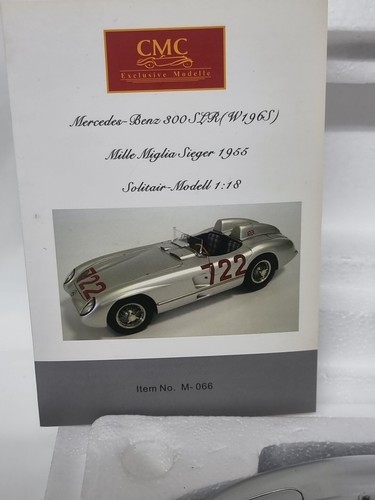 CMC
Exclusive Modelle
Mercedes-Benz 300 SLR (W196S)
Mille Miglia Sieger 1955
Solitair-Modell 1:18
722
722
Item No. M-066